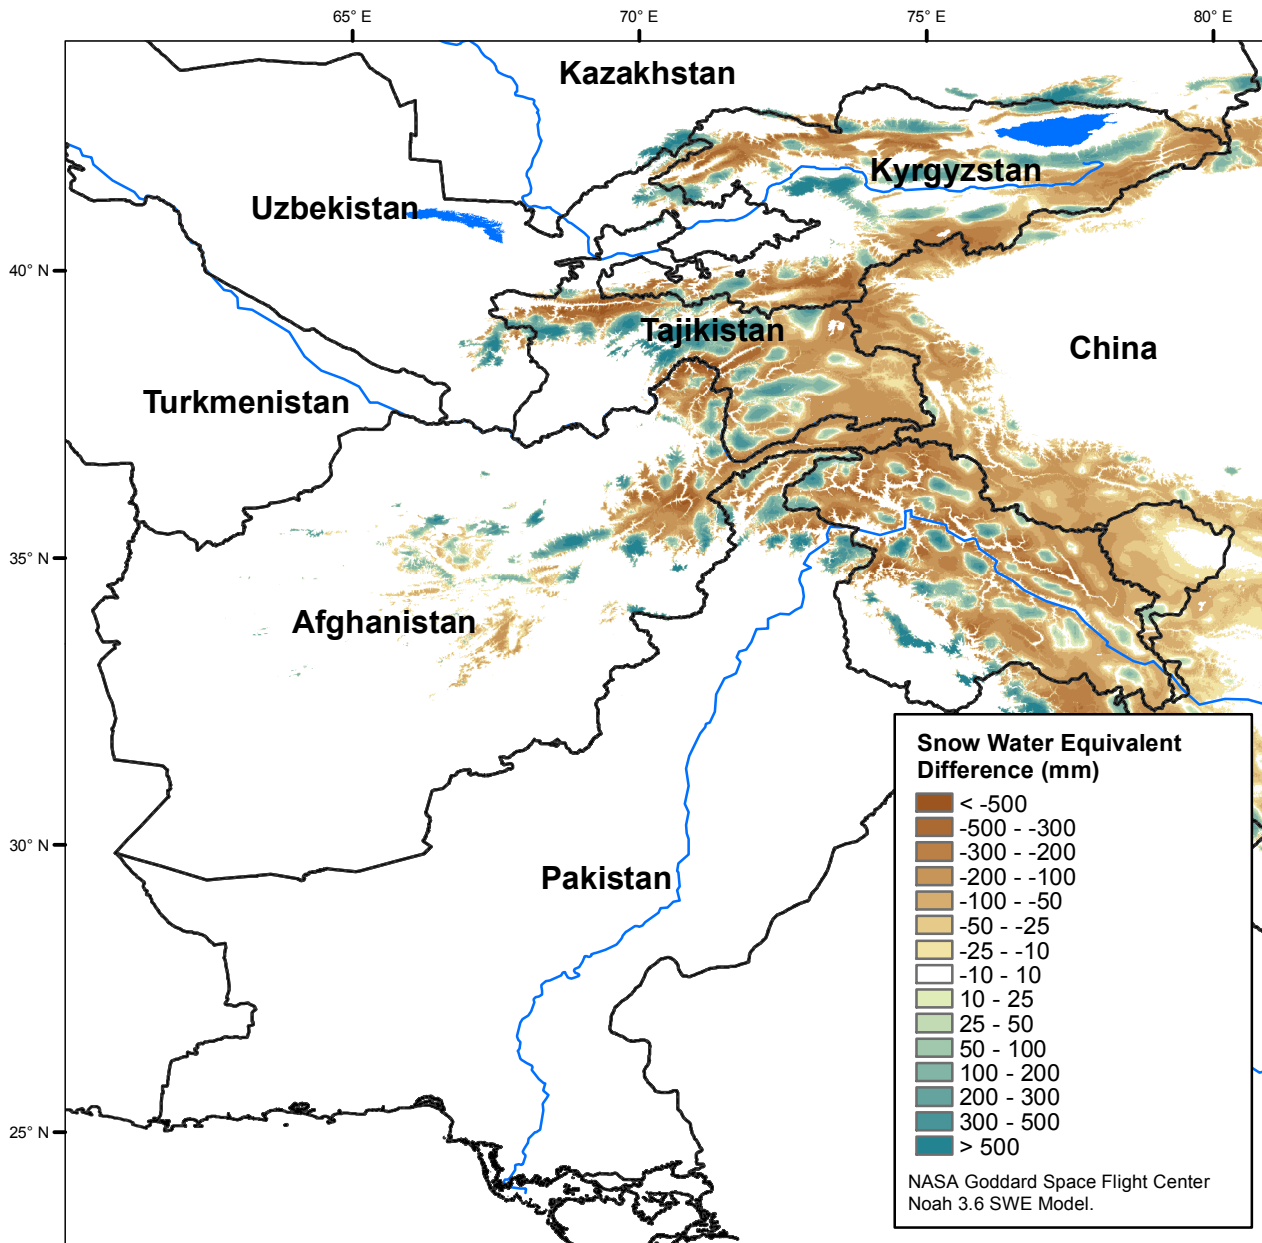 65° E
70° E
75° E
80° E
Kazakhstan
Kyrgyzstan
Uzbekistan
40° N
Tajikistan
China
Turkmenistan
35° N
Afghanistan
30° N
Pakistan
25° N
Snow Water Equivalent
Difference (mm)
< -500
-500 - -300
-300 - -200
-200 - -100
-100 - -50
-50 - -25
-25 - -10
-10 - 10
10 - 25
25 - 50
50 - 100
100 - 200
200 - 300
300 - 500
> 500
NASA Goddard Space Flight Center
Noah 3.6 SWE Model.